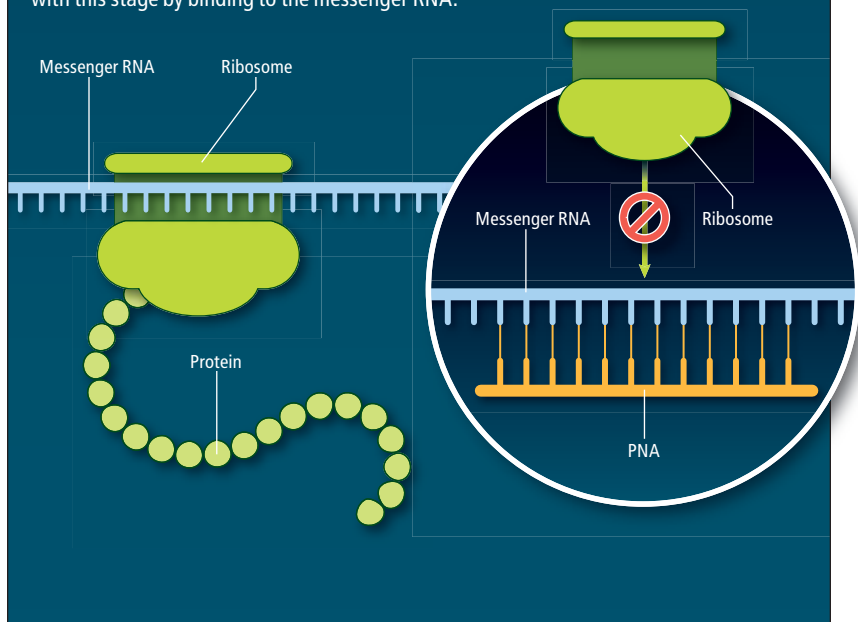 with this stage by binding to the messenger RNA.
Messenger RNA
Ribosome
Messenger RNA
Ribosome
Protein
PNA